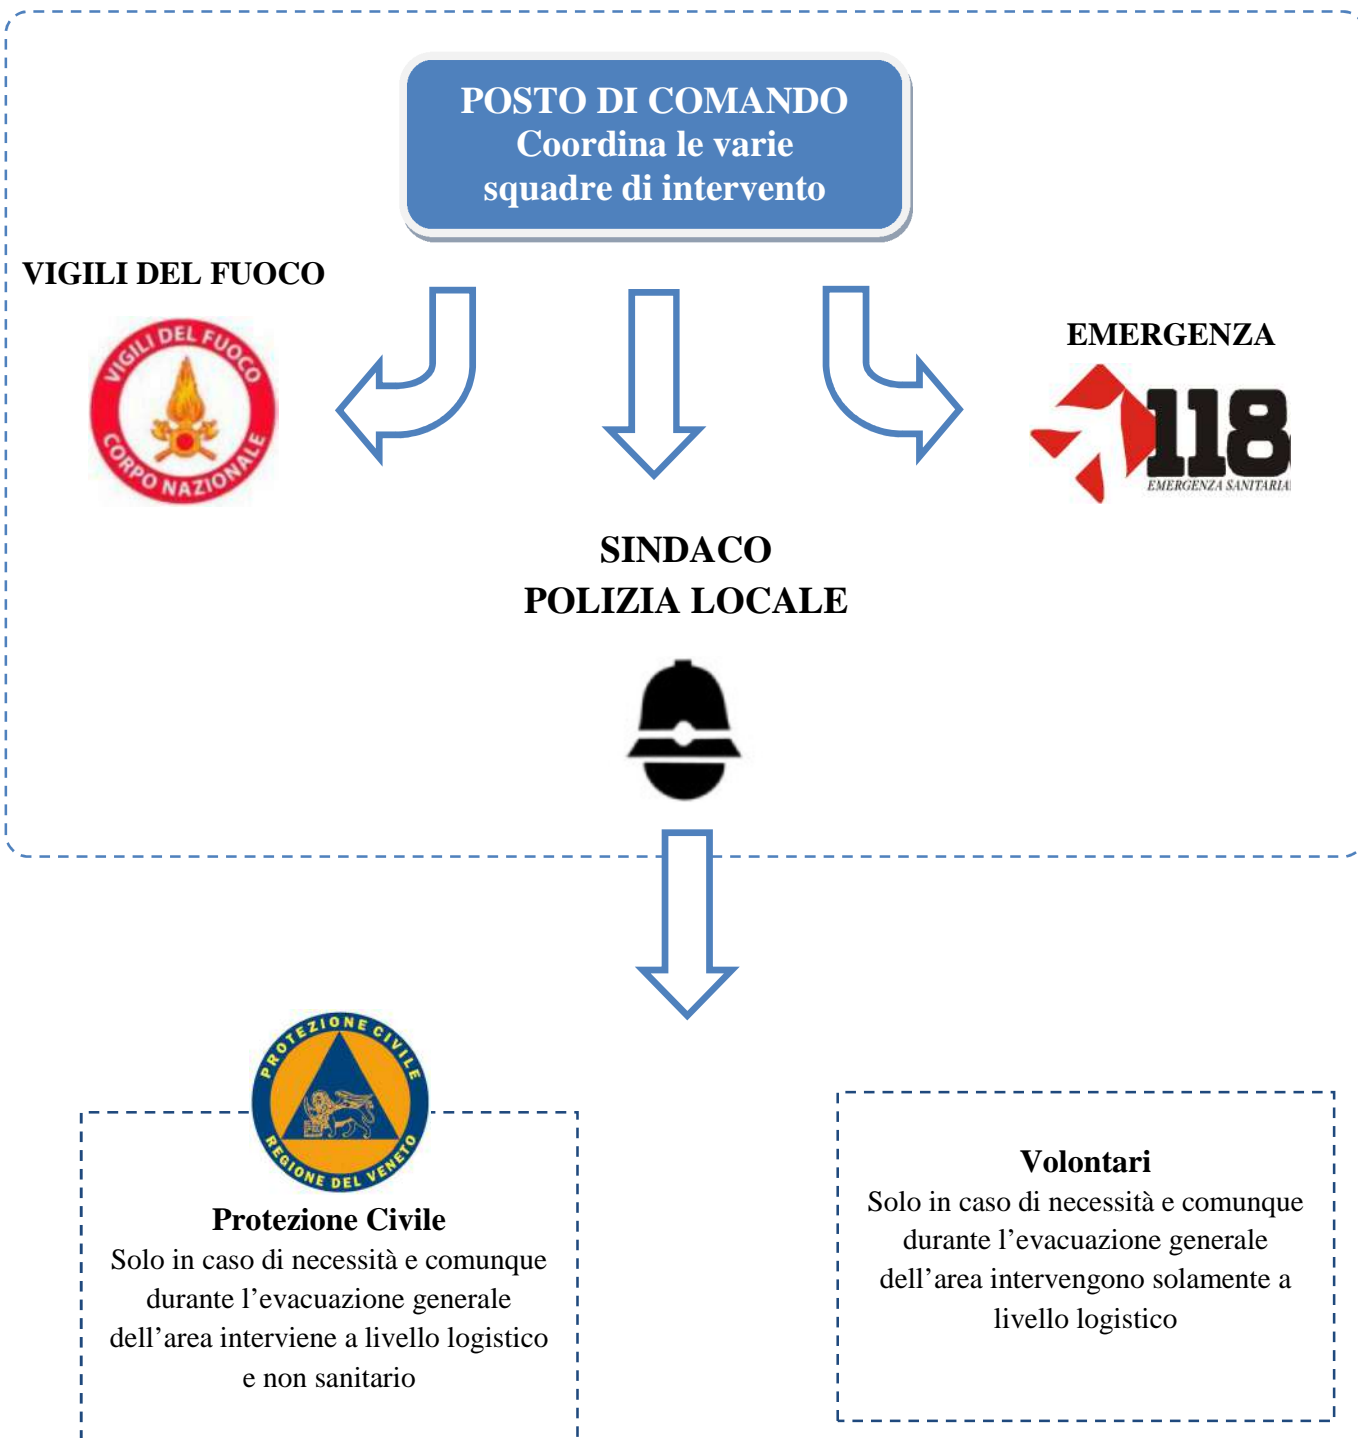 POSTO DI COMANDO
Coordina le varie
squadre di intervento
VIGILI DEL FUOCO
VIGILI DEL FUOCO
CORPO NAZIONALE
EMERGENZA
118
EMERGENZA SANITARIA
SINDACO
POLIZIA LOCALE
PROTEZIONE CIVILE
REGIONE DEL VENETO
Protezione Civile
Solo in caso di necessità e comunque
durante l’evacuazione generale
dell’area interviene a livello logistico
e non sanitario
Volontari
Solo in caso di necessità e comunque
durante l’evacuazione generale
dell’area intervengono solamente a
livello logistico